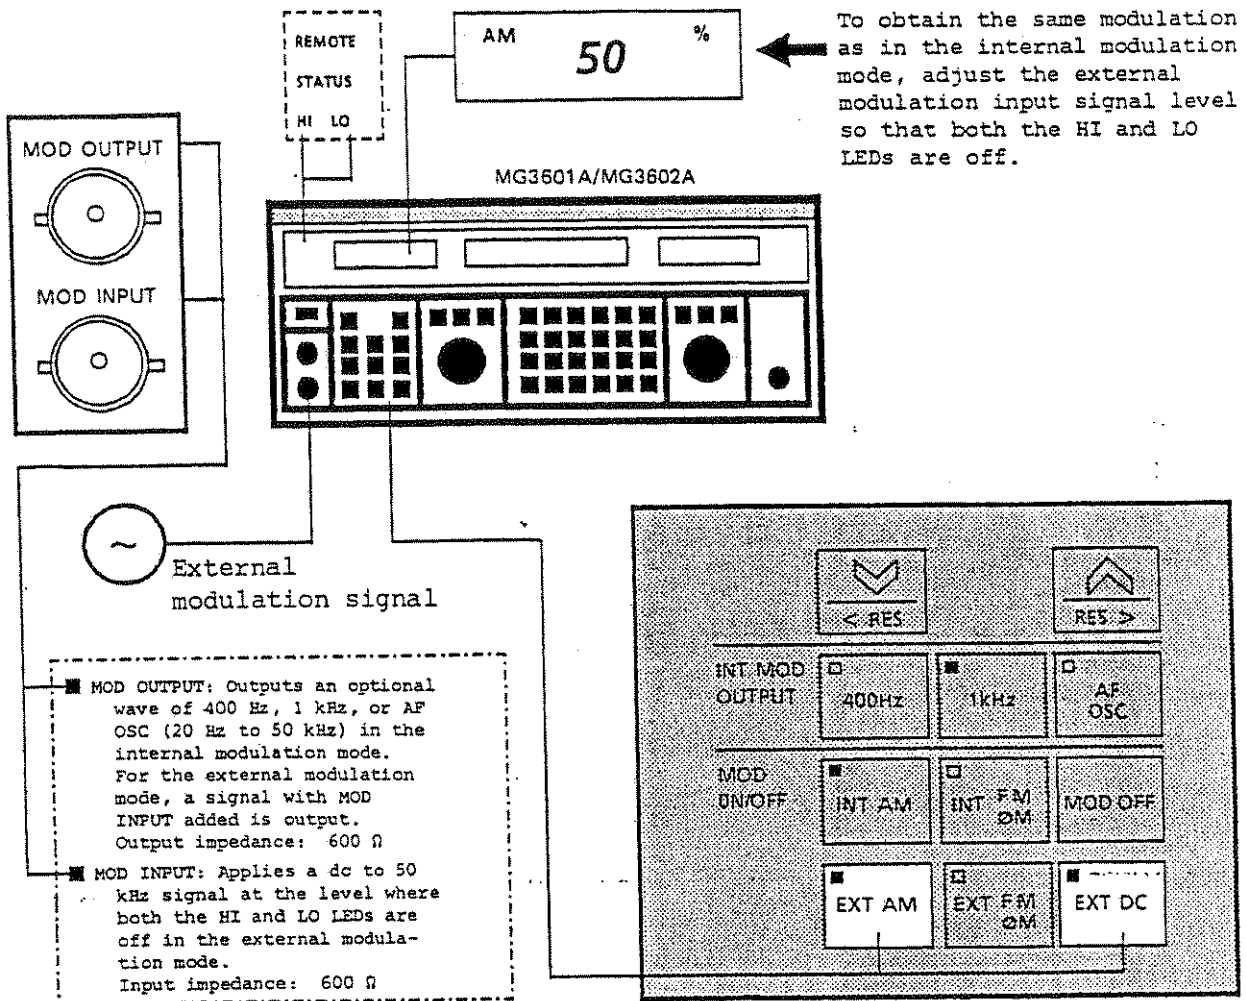 REMOTE
STATUS
HI LO
AM 50 %
To obtain the same modulation
as in the internal modulation
mode, adjust the external
modulation input signal level
so that both the HI and LO
LEDs are off.
MOD OUTPUT
MOD INPUT
MG3601A/MG3602A
~
External
modulation signal
MOD OUTPUT: Outputs an optional
wave of 400 Hz, 1 kHz, or AF
OSC (20 Hz to 50 kHz) in the
internal modulation mode.
For the external modulation
mode, a signal with MOD
INPUT added is output.
Output impedance: 600 Ω
MOD INPUT: Applies a dc to 50
kHz signal at the level where
both the HI and LO LEDs are
off in the external modula-
tion mode.
Input impedance: 600 Ω
< RES
RES >
INT MOD
OUTPUT
400Hz
1kHz
AF
OSC
MOD
ON/OFF
INT AM
INT FM
ØM
MOD OFF
EXT AM
EXT FM
ØM
EXT DC